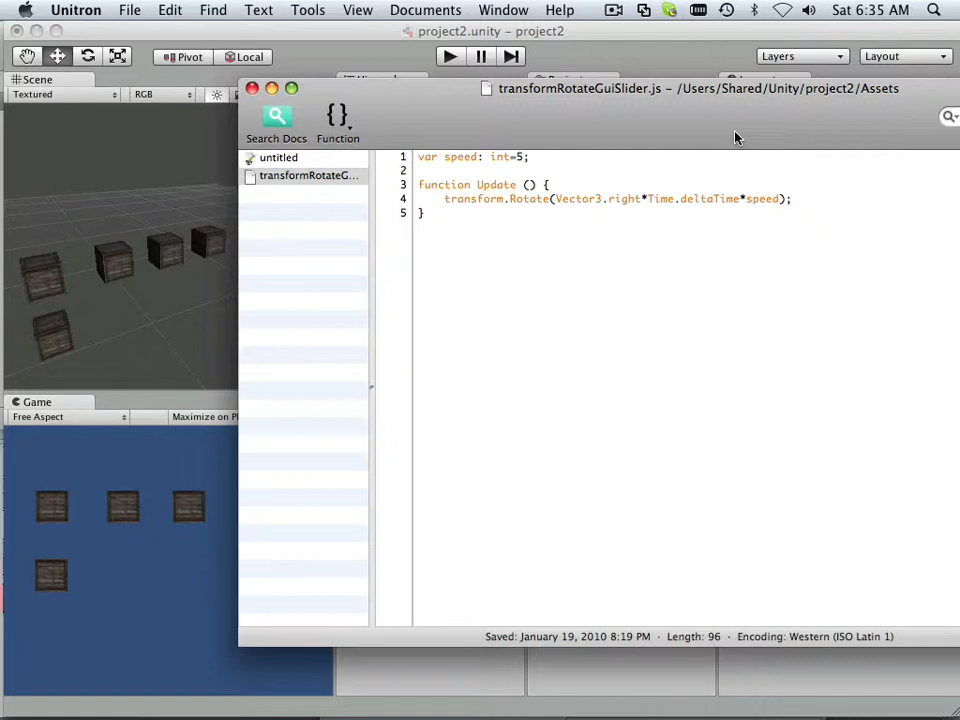 Unitron File Edit Find Text Tools View Documents Window Help Sat 6:35 AM
project2.unity – project2
Pivot Local Layers Layout
Scene
Textured RGB
transformRotateGuiSlider.js – /Users/Shared/Unity/project2/Assets
Search Docs Function
untitled
transformRotateG...
1 var speed: int=5;
2
3 function Update () {
4 transform.Rotate(Vector3.right*Time.deltaTime*speed);
5 }
Game
Free Aspect Maximize on Pl
Saved: January 19, 2010 8:19 PM • Length: 96 • Encoding: Western (ISO Latin 1)